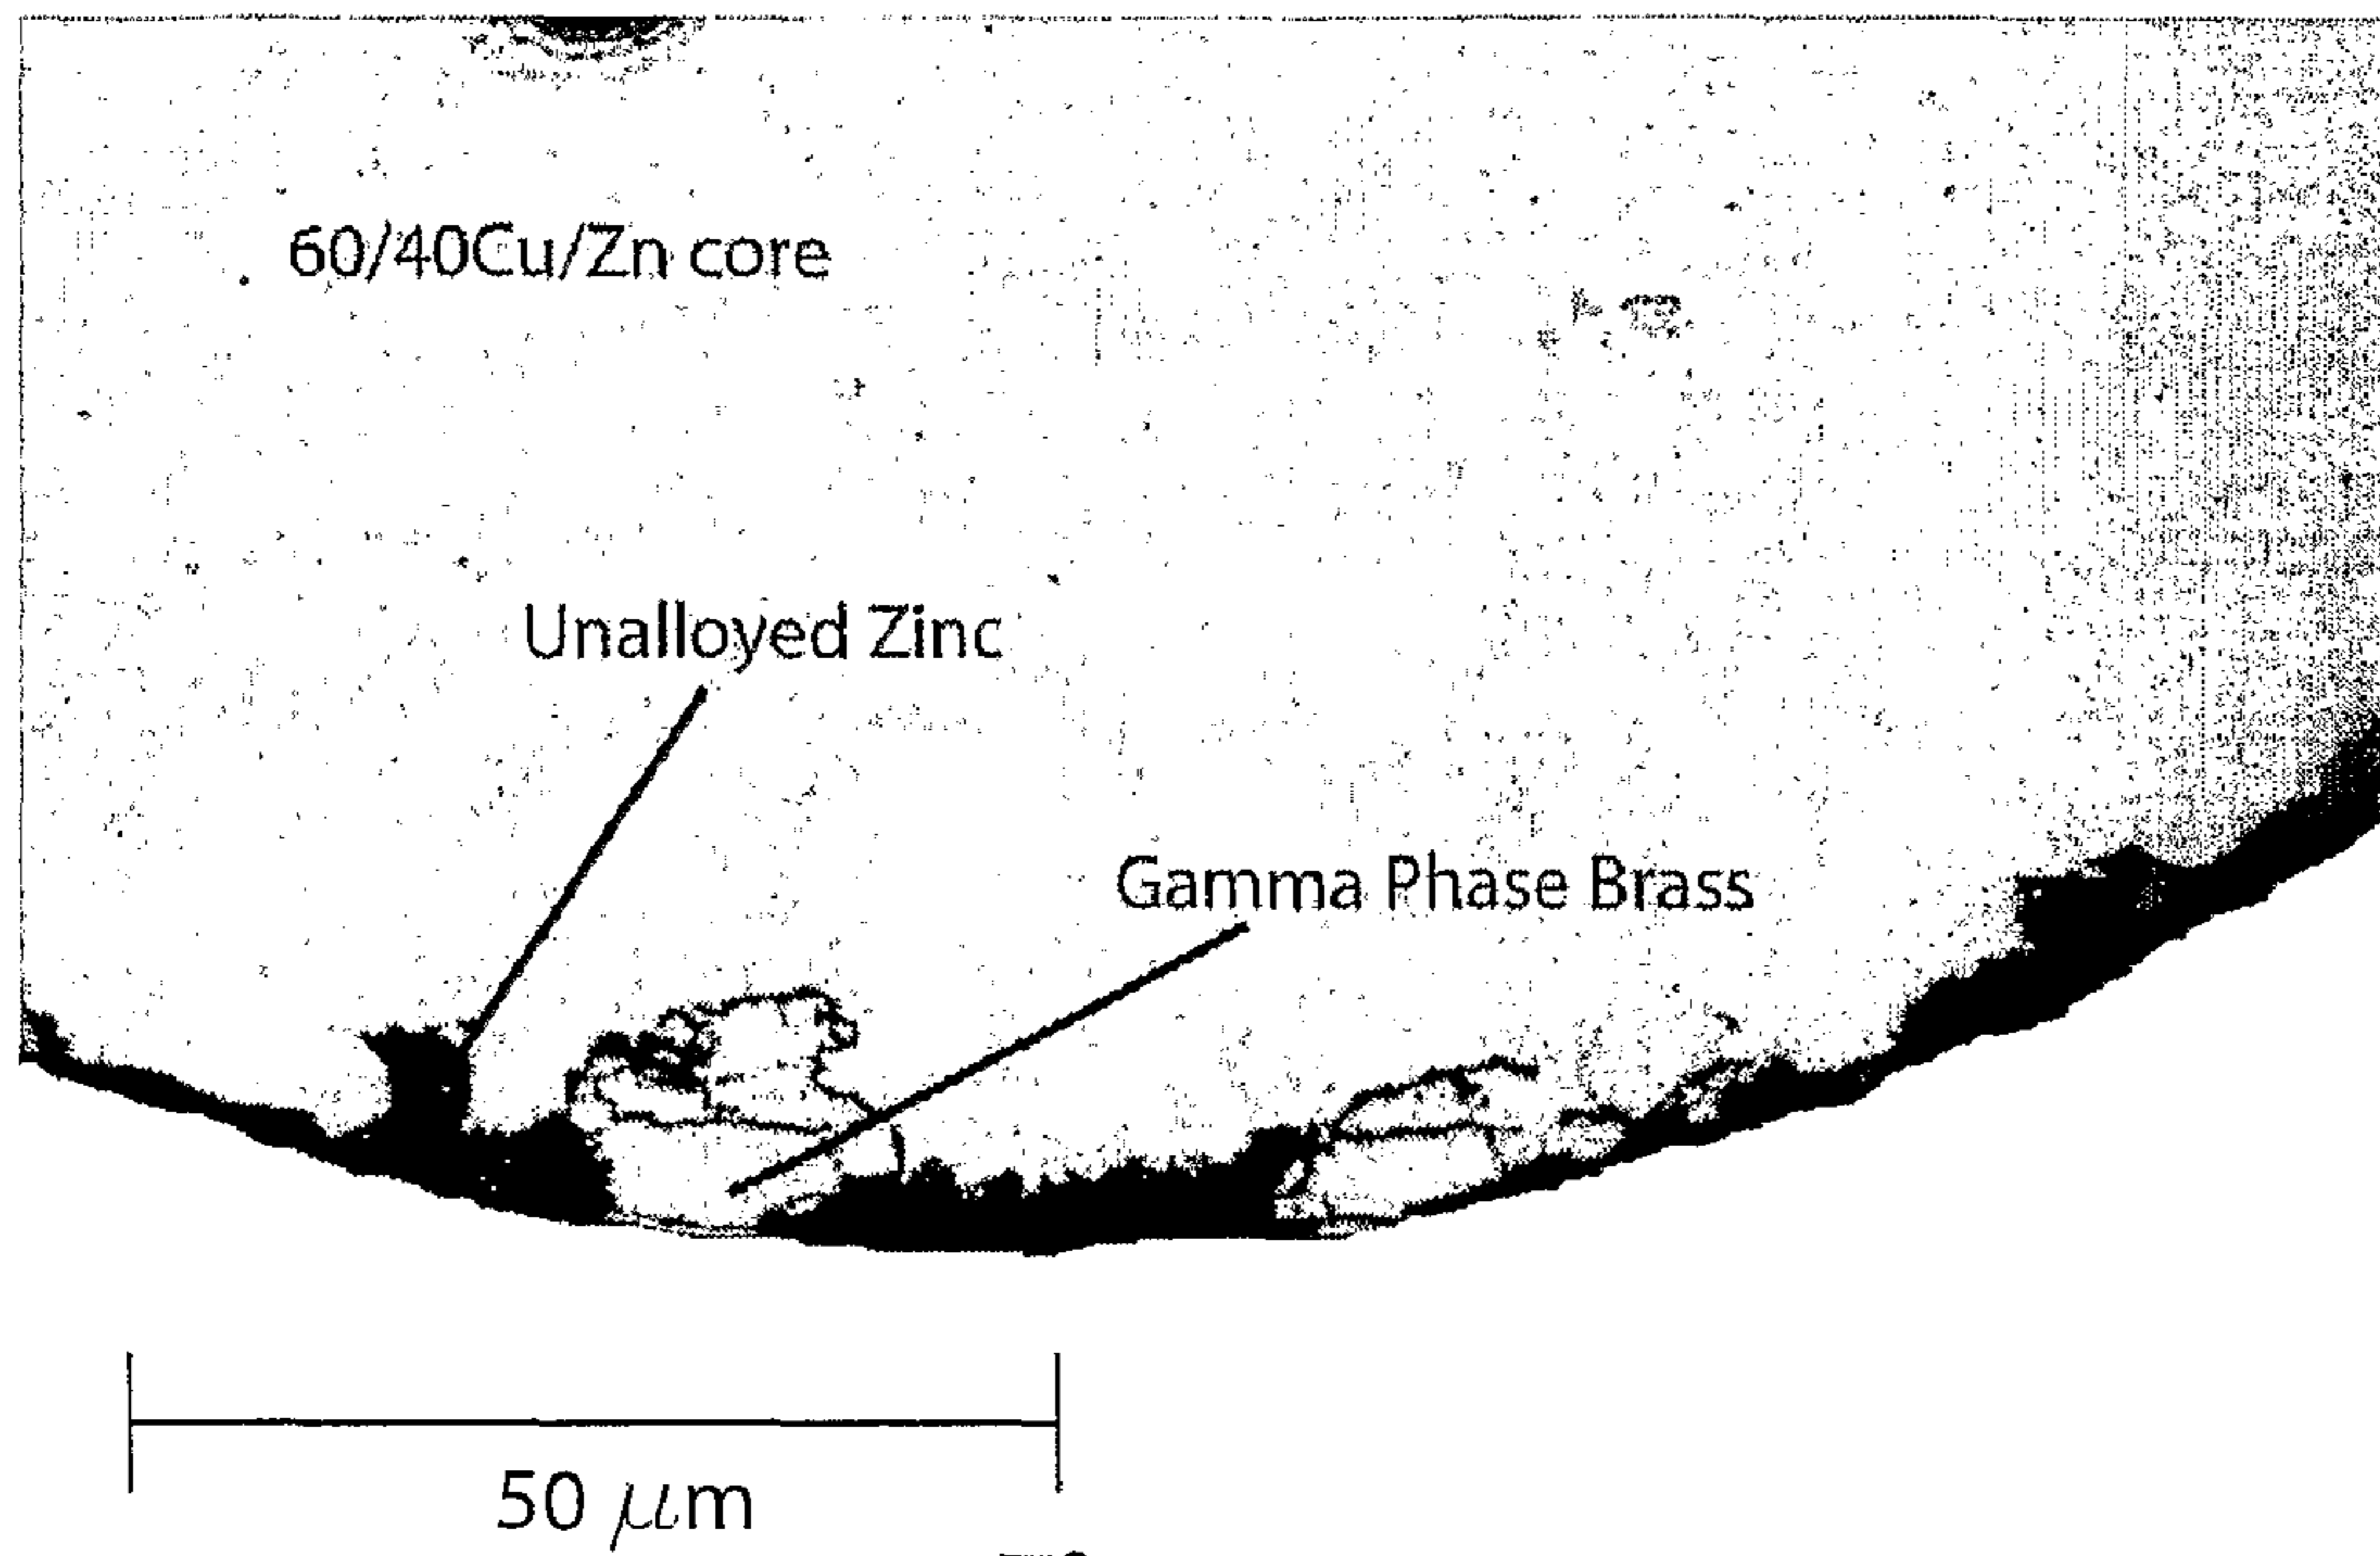 60/40Cu/Zn core
Unalloyed Zinc
Gamma Phase Brass
50 μm